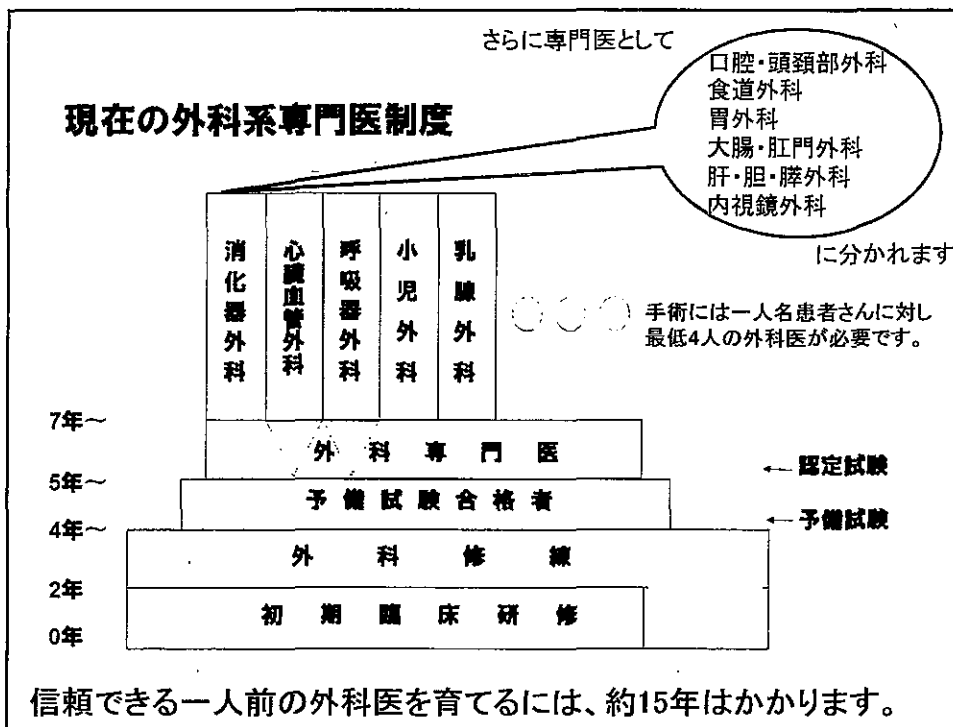 さらに専門医として
口腔・頭頚部外科
食道外科
胃外科
大腸・肛門外科
肝・胆・膵外科
内視鏡外科
に分かれます
現在の外科系専門医制度
消化器外科
心臓血管外科
呼吸器外科
小児外科
乳腺外科
手術には一人名患者さんに対し
最低4人の外科医が必要です。
7年～
外科専門医
←認定試験
5年～
予備試験合格者
←予備試験
4年～
外科修練
2年
初期臨床研修
0年
信頼できる一人前の外科医を育てるには、約15年はかかります。